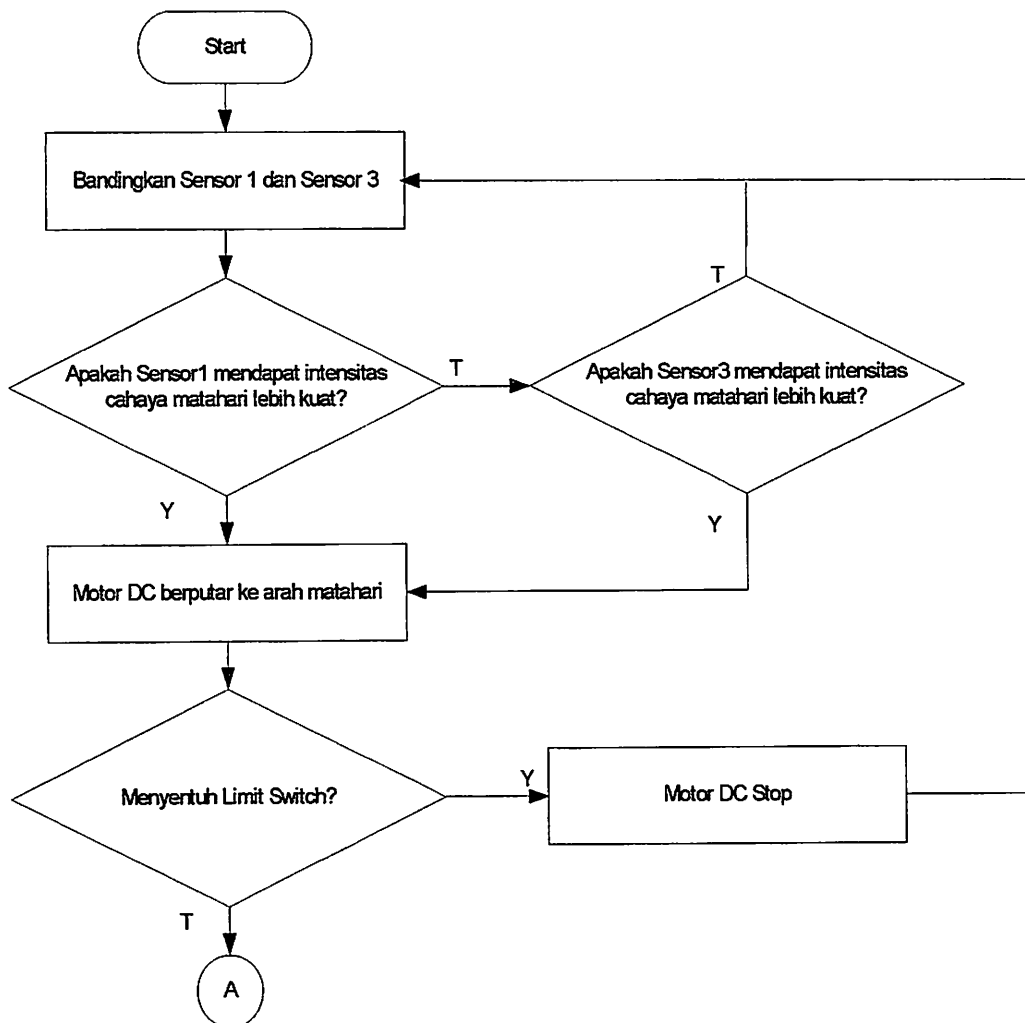 Start
Bandingkan Sensor 1 dan Sensor 3
T
Apakah Sensor1 mendapat intensitas
cahaya matahari lebih kuat?
T
Apakah Sensor3 mendapat intensitas
cahaya matahari lebih kuat?
Y
Y
Motor DC berputar ke arah matahari
Menyentuh Limit Switch?
Y
Motor DC Stop
T
A